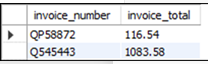 invoice_number invoice_total
QP58872 116.54
Q545443 1083.58